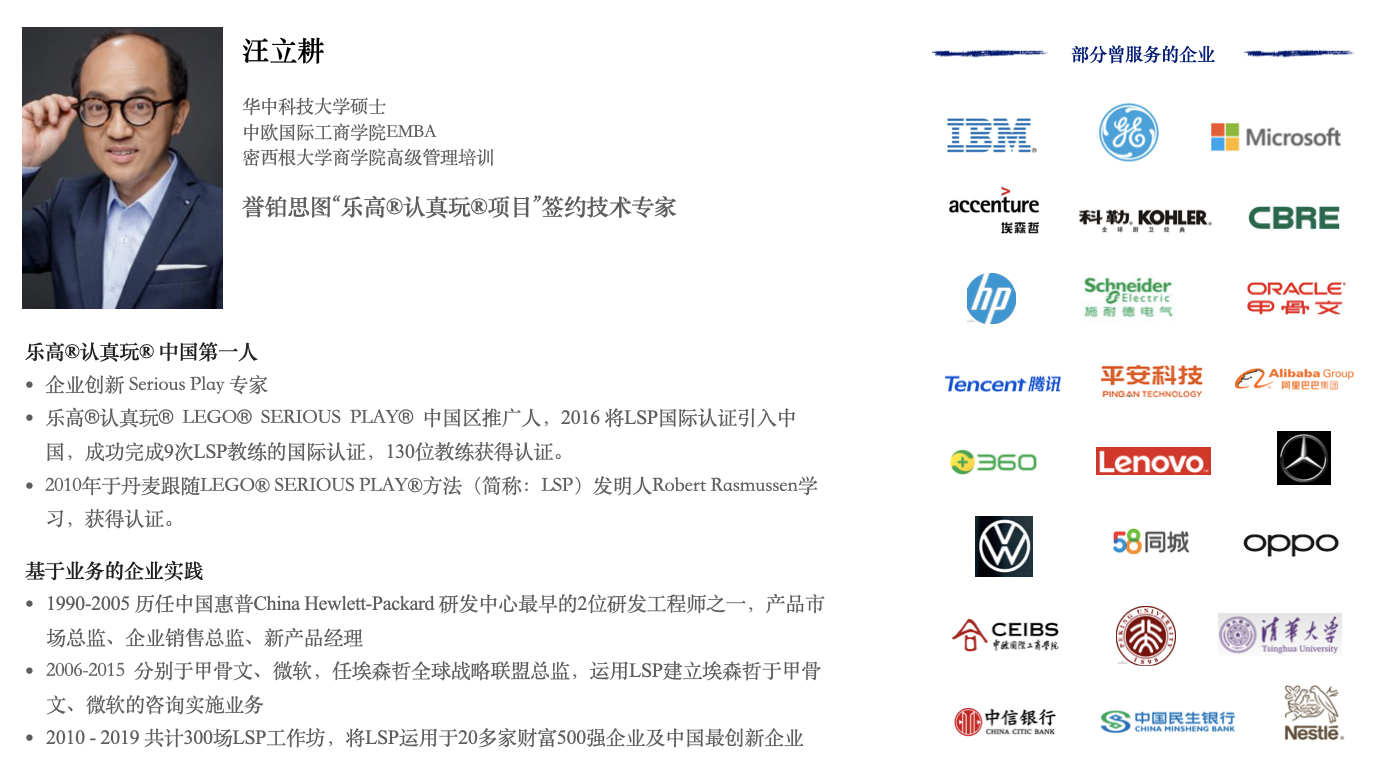 汪立耕
华中科技大学硕士
中欧国际工商学院EMBA
密西根大学商学院高级管理培训
誉铂思图“乐高®认真玩®项目”签约技术专家
乐高®认真玩® 中国第一人
• 企业创新 Serious Play 专家
• 乐高®认真玩® LEGO® SERIOUS PLAY® 中国区推广人，2016 将LSP国际认证引入中
国，成功完成9次LSP教练的国际认证，130位教练获得认证。
• 2010年于丹麦跟随LEGO® SERIOUS PLAY®方法（简称：LSP）发明人Robert Rasmussen学
习，获得认证。
基于业务的企业实践
• 1990-2005 历任中国惠普China Hewlett-Packard 研发中心最早的2位研发工程师之一，产品市
场总监、企业销售总监、新产品经理
• 2006-2015 分别于甲骨文、微软，任埃森哲全球战略联盟总监，运用LSP建立埃森哲于甲骨
文、微软的咨询实施业务
• 2010 - 2019 共计300场LSP工作坊，将LSP运用于20多家财富500强企业及中国最创新企业
部分曾服务的企业
IBM®
GE
Microsoft
accenture
埃森哲
科勒® KOHLER®
全球厨卫经典
CBRE
hp
Schneider
Electric
施耐德电气
ORACLE®
甲骨文
Tencent 腾讯
平安科技
PINGAN TECHNOLOGY
Alibaba Group
阿里巴巴集团
360
Lenovo™
VW
58同城
oppo
CEIBS
中欧国际工商学院
PEKING UNIVERSITY
1898
清华大学
Tsinghua University
中信银行
CHINA CITIC BANK
中国民生银行
CHINA MINSHENG BANK
Nestlé®